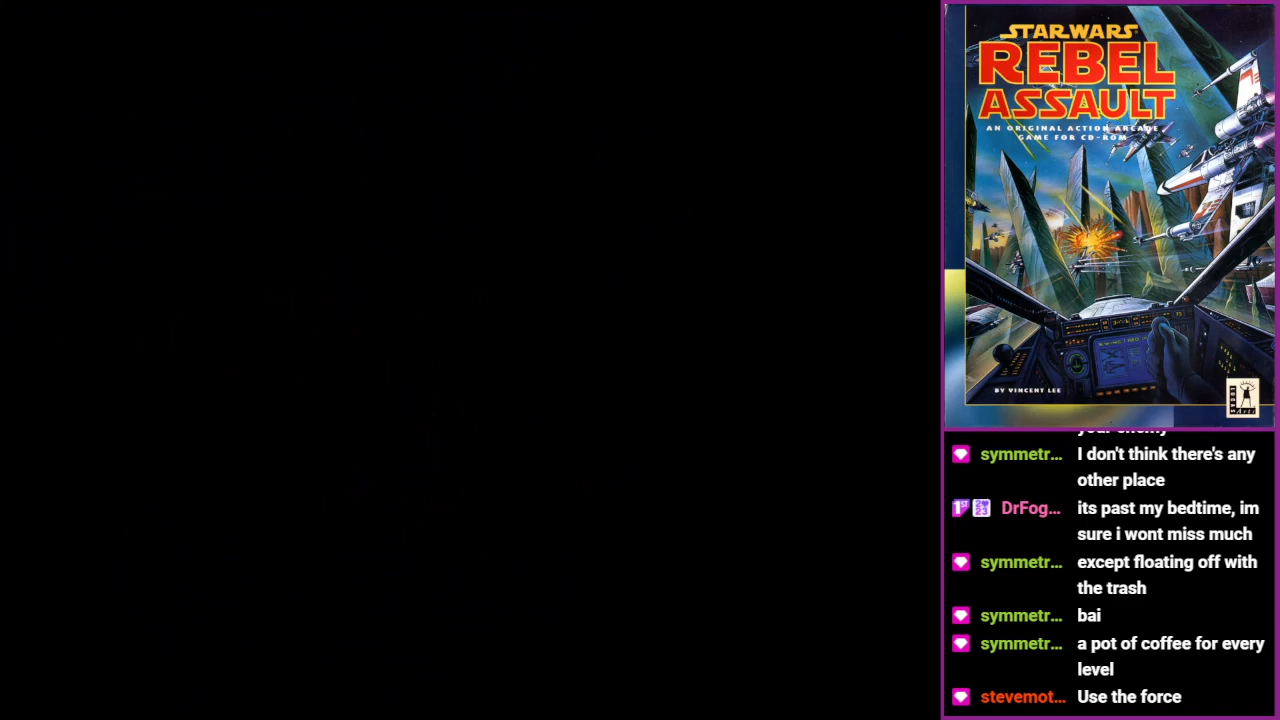 STAR WARS
REBEL
ASSAULT
AN ORIGINAL ACTION ARCADE
GAME FOR CD-ROM
BY VINCENT LEE
symmetr... I don't think there's any
other place
DrFog... its past my bedtime, im
sure i wont miss much
symmetr... except floating off with
the trash
symmetr... bai
symmetr... a pot of coffee for every
level
stevemot... Use the force